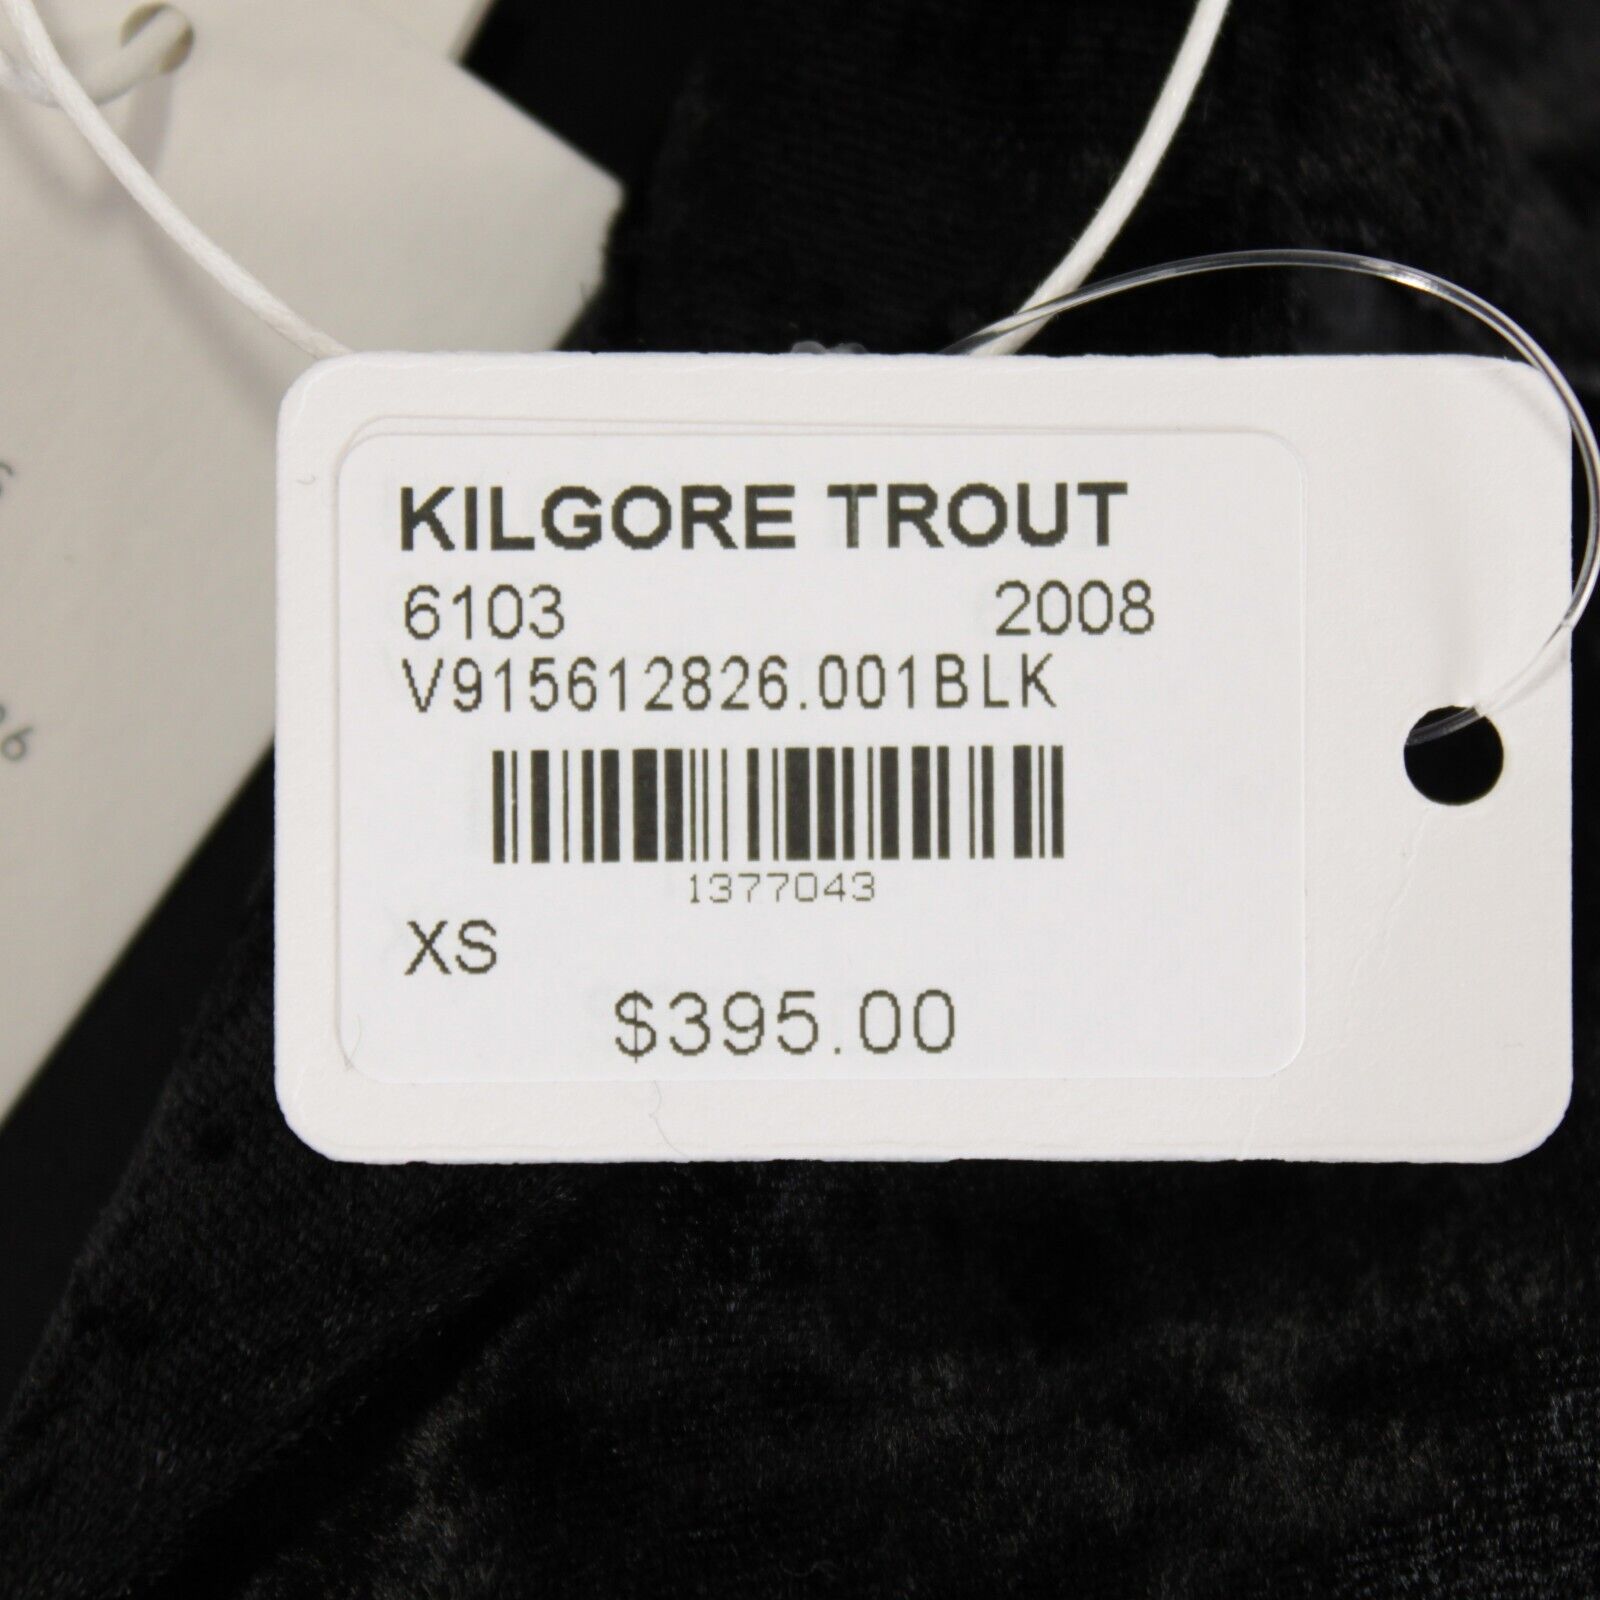 KILGORE TROUT
6103 2008
V915612826.001BLK
1377043
XS
$395.00